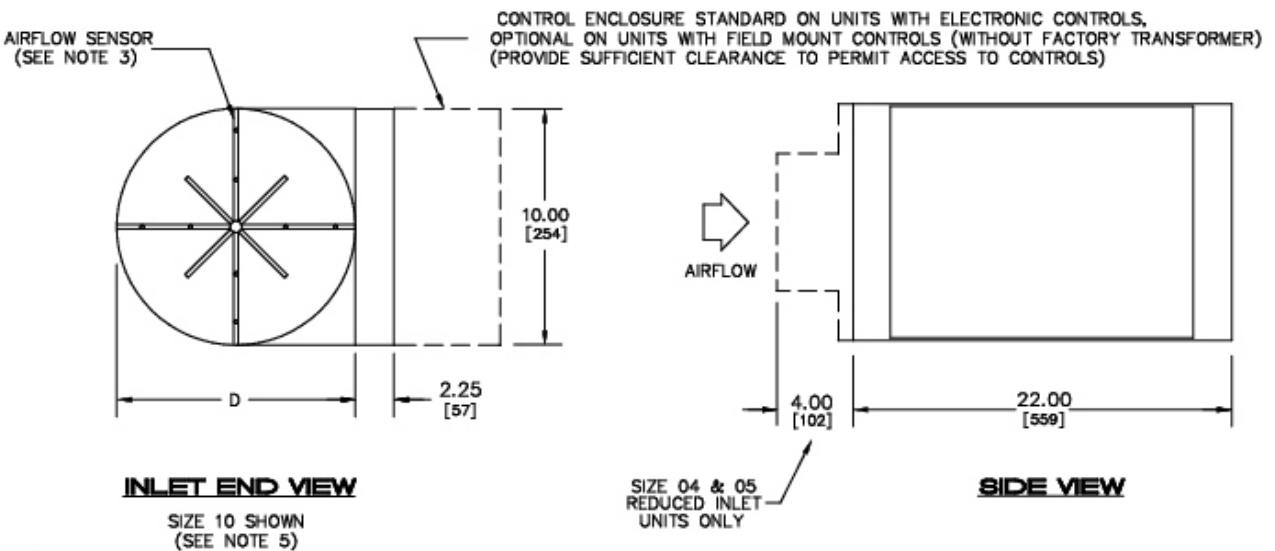 AIRFLOW SENSOR
(SEE NOTE 3)
CONTROL ENCLOSURE STANDARD ON UNITS WITH ELECTRONIC CONTROLS,
OPTIONAL ON UNITS WITH FIELD MOUNT CONTROLS (WITHOUT FACTORY TRANSFORMER)
(PROVIDE SUFFICIENT CLEARANCE TO PERMIT ACCESS TO CONTROLS)
10.00
[254]
D
2.25
[57]
INLET END VIEW
SIZE 10 SHOWN
(SEE NOTE 5)
AIRFLOW
4.00
[102]
22.00
[559]
SIZE 04 & 05
REDUCED INLET
UNITS ONLY
SIDE VIEW